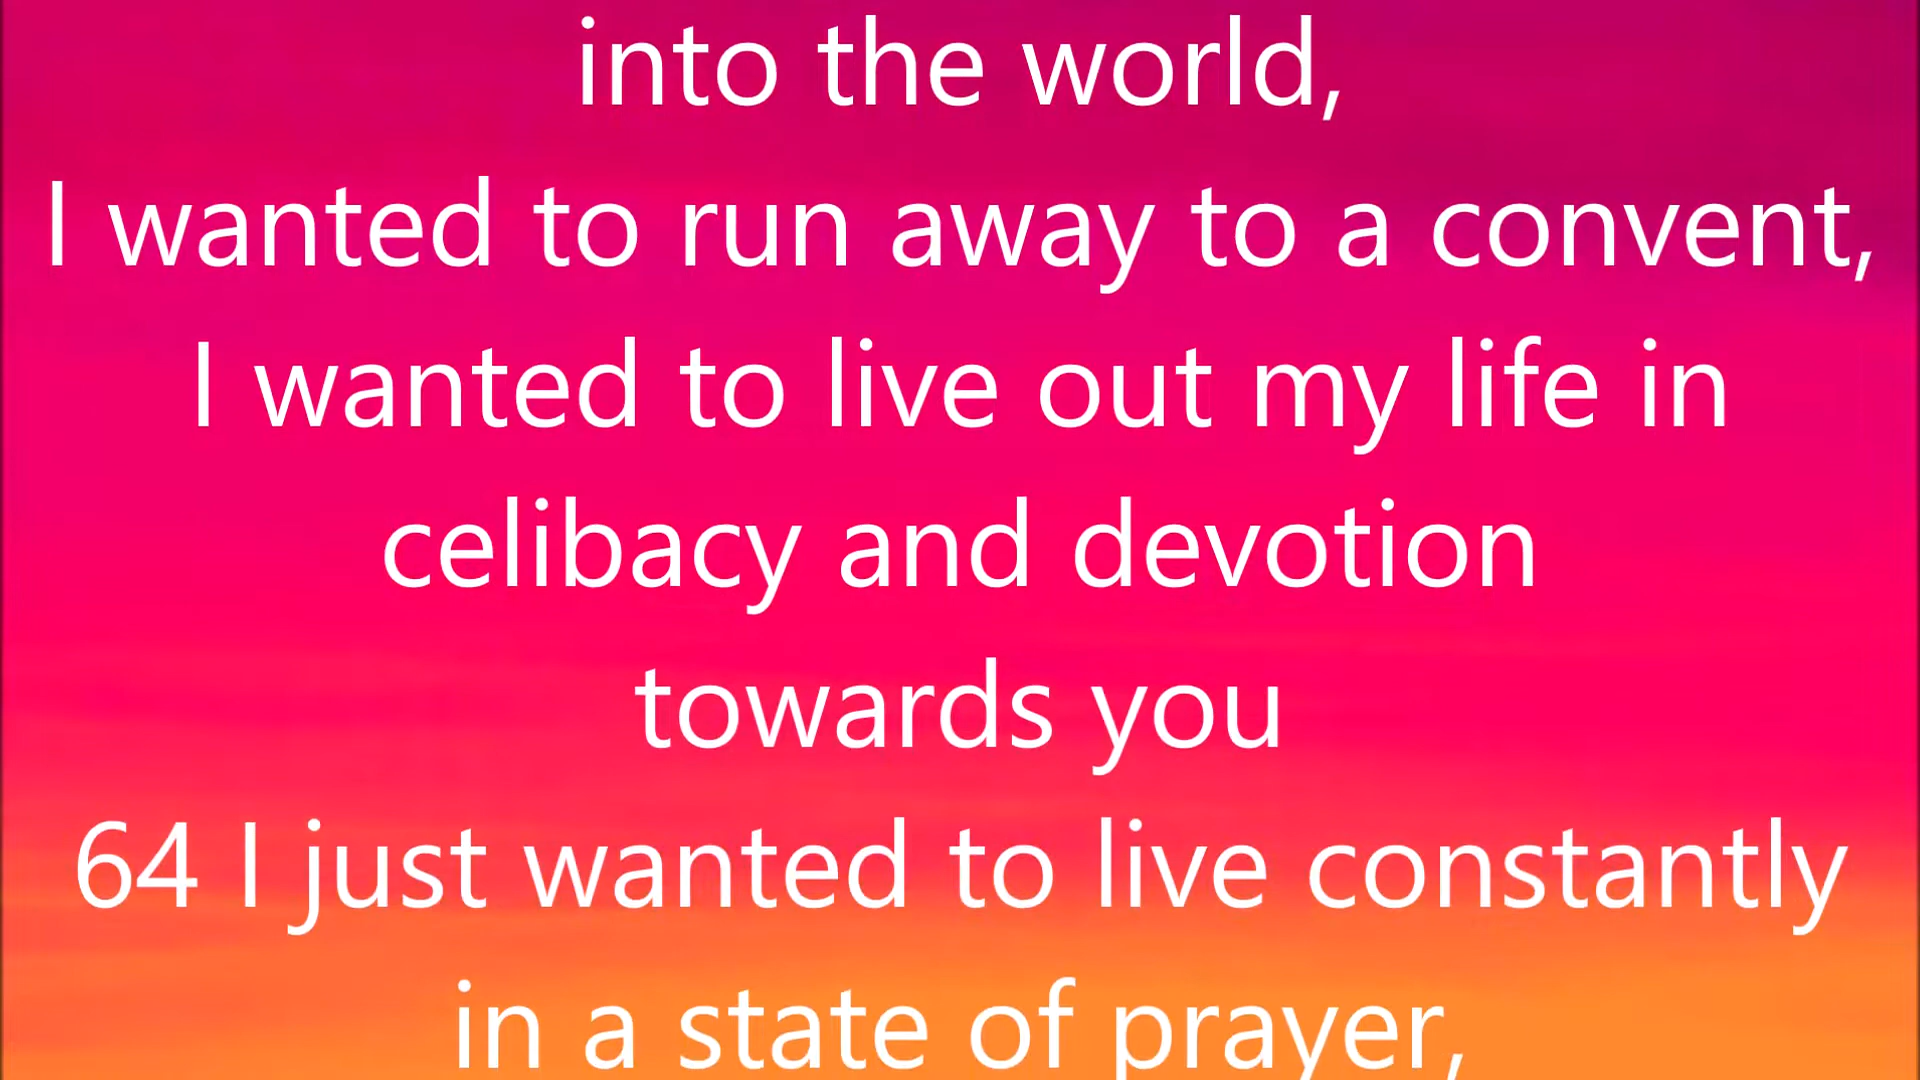 into the world,
I wanted to run away to a convent,
I wanted to live out my life in
celibacy and devotion
towards you
64 I just wanted to live constantly
in a state of prayer,